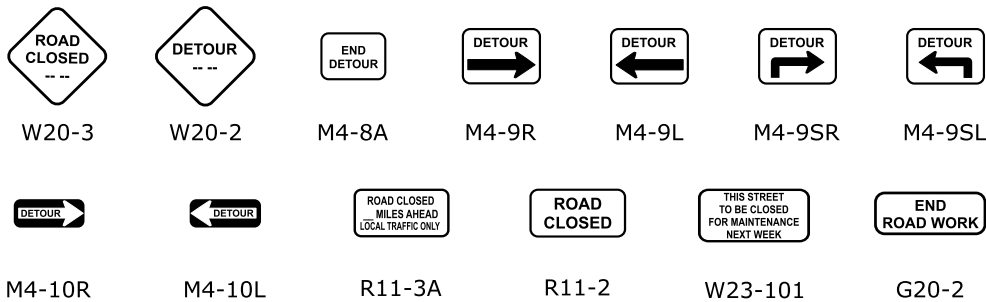 ROAD
CLOSED
-- --
W20-3
DETOUR
-- --
W20-2
END
DETOUR
M4-8A
DETOUR
M4-9R
DETOUR
M4-9L
DETOUR
M4-9SR
DETOUR
M4-9SL
DETOUR
M4-10R
DETOUR
M4-10L
ROAD CLOSED
__ MILES AHEAD
LOCAL TRAFFIC ONLY
R11-3A
ROAD
CLOSED
R11-2
THIS STREET
TO BE CLOSED
FOR MAINTENANCE
NEXT WEEK
W23-101
END
ROAD WORK
G20-2